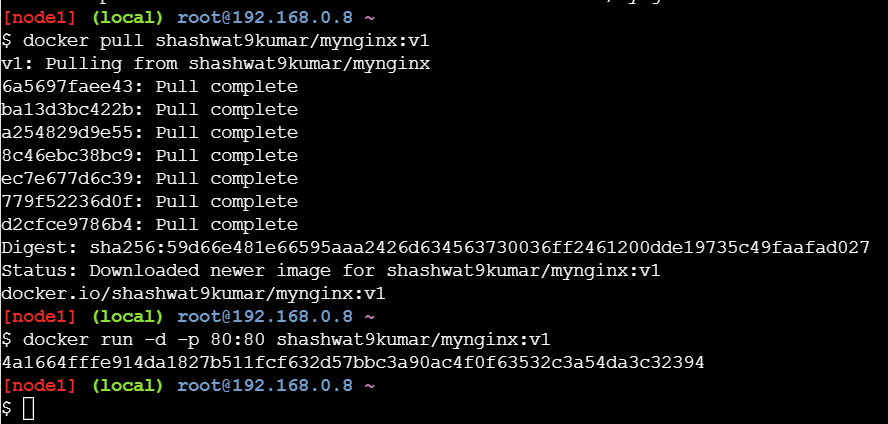 [node1] (local) root@192.168.0.8 ~
$ docker pull shashwat9kumar/mynginx:v1
v1: Pulling from shashwat9kumar/mynginx
6a5697faee43: Pull complete
ba13d3bc422b: Pull complete
a254829d9e55: Pull complete
8c46ebc38bc9: Pull complete
ec7e677d6c39: Pull complete
779f52236d0f: Pull complete
d2cfce9786b4: Pull complete
Digest: sha256:59d66e481e66595aaa2426d634563730036ff2461200dde19735c49faafad027
Status: Downloaded newer image for shashwat9kumar/mynginx:v1
docker.io/shashwat9kumar/mynginx:v1
[node1] (local) root@192.168.0.8 ~
$ docker run -d -p 80:80 shashwat9kumar/mynginx:v1
4a1664fffe914da1827b511fcf632d57bbc3a90ac4f0f63532c3a54da3c32394
[node1] (local) root@192.168.0.8 ~
$